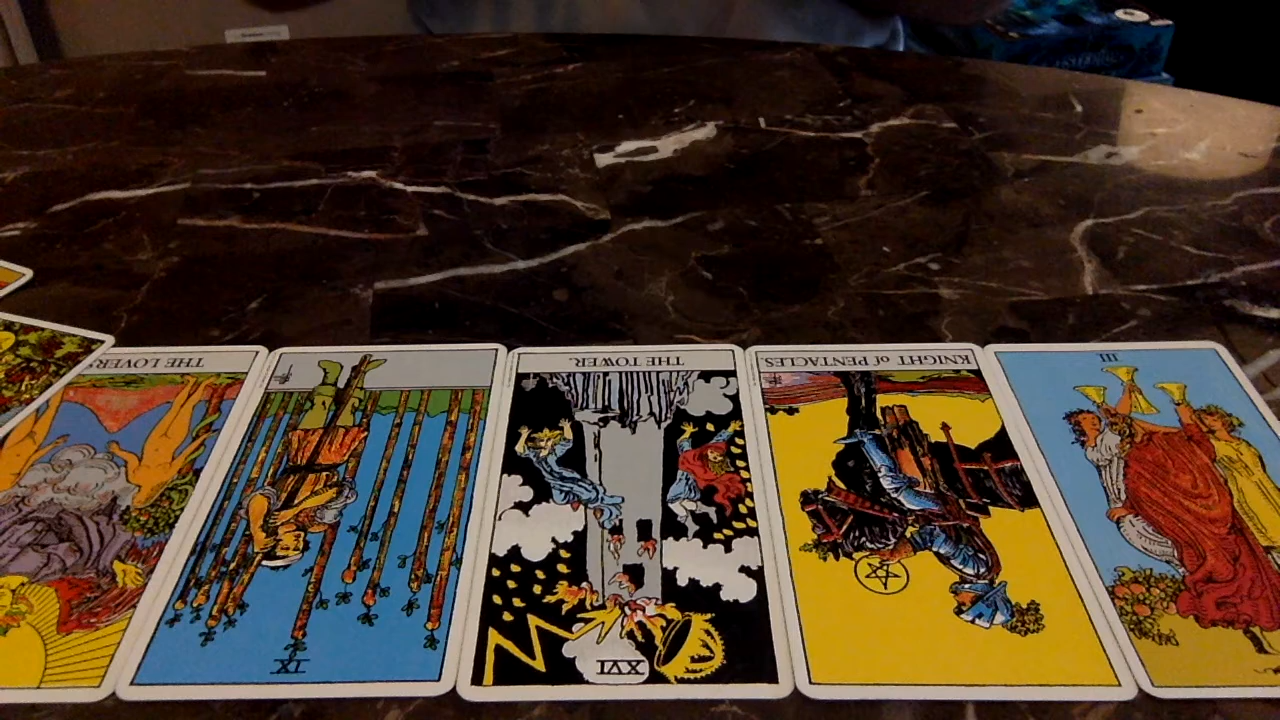 THE LOVERS
IX
THE TOWER
XVI
KNIGHT of PENTACLES
III